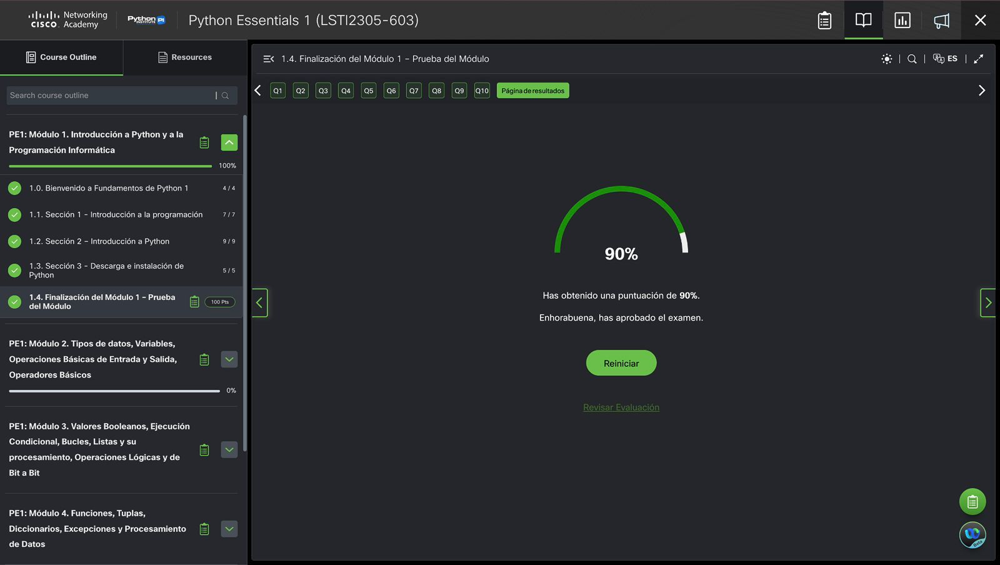 Networking
CISCO Academy
Python PI
INSTITUTE
Python Essentials 1 (LSTI2305-603)
Course Outline
Resources
Search course outline
PE1: Módulo 1. Introducción a Python y a la
Programación Informática
100%
1.0. Bienvenido a Fundamentos de Python 1
4 / 4
1.1. Sección 1 - Introducción a la programación
7 / 7
1.2. Sección 2 – Introducción a Python
9 / 9
1.3. Sección 3 - Descarga e instalación de
Python
5 / 5
1.4. Finalización del Módulo 1 – Prueba
del Módulo
100 Pts
PE1: Módulo 2. Tipos de datos, Variables,
Operaciones Básicas de Entrada y Salida,
Operadores Básicos
0%
PE1: Módulo 3. Valores Booleanos, Ejecución
Condicional, Bucles, Listas y su
procesamiento, Operaciones Lógicas y de
Bit a Bit
PE1: Módulo 4. Funciones, Tuplas,
Diccionarios, Excepciones y Procesamiento
de Datos
1.4. Finalización del Módulo 1 – Prueba del Módulo
ES
Q1 Q2 Q3 Q4 Q5 Q6 Q7 Q8 Q9 Q10 Página de resultados
90%
Has obtenido una puntuación de 90%.
Enhorabuena, has aprobado el examen.
Reiniciar
Revisar Evaluación
Beta